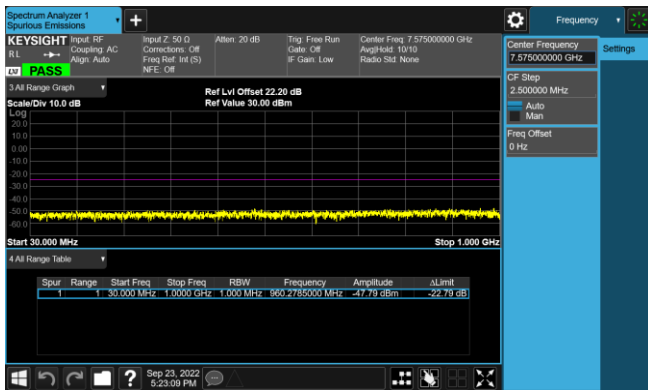 Spectrum Analyzer 1
Spurious Emissions
Frequency
KEYSIGHT Input: RF Input Z: 50 Ω Atten: 20 dB Trig: Free Run Center Freq: 7.575000000 GHz
RL Coupling: AC Corrections: Off Gate: Off Avg|Hold: 10/10
Align: Auto Freq Ref: Int (S) IF Gain: Low Radio Std: None
LXI PASS NFE: Off
Center Frequency
7.575000000 GHz
Settings
CF Step
2.500000 MHz
Auto
Man
Freq Offset
0 Hz
3 All Range Graph
Ref Lvl Offset 22.20 dB
Scale/Div 10.0 dB Ref Value 30.00 dBm
Log
20.0
10.0
0.00
-10.0
-20.0
-30.0
-40.0
-50.0
-60.0
Start 30.000 MHz Stop 1.000 GHz
4 All Range Table
Spur Range Start Freq Stop Freq RBW Frequency Amplitude ΔLimit
1 1 30.000 MHz 1.0000 GHz 1.000 MHz 960.2785000 MHz -47.79 dBm -22.79 dB
? Sep 23, 2022
5:23:09 PM